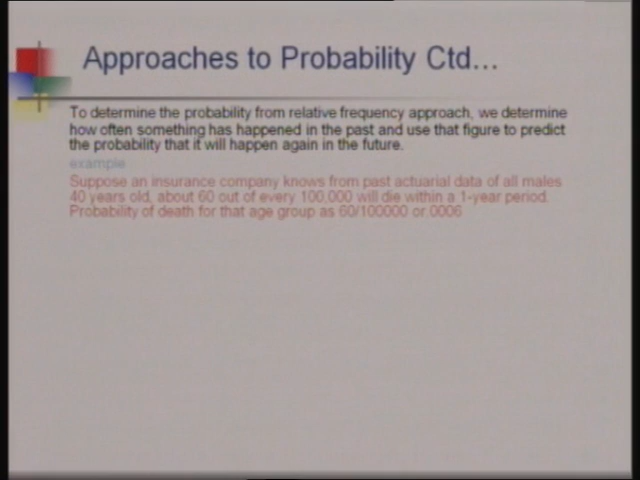 Approaches to Probability Ctd...
To determine the probability from relative frequency approach, we determine
how often something has happened in the past and use that figure to predict
the probability that it will happen again in the future.
example
Suppose an insurance company knows from past actuarial data of all males
40 years old, about 60 out of every 100,000 will die within a 1-year period.
Probability of death for that age group as 60/100000 or 0006